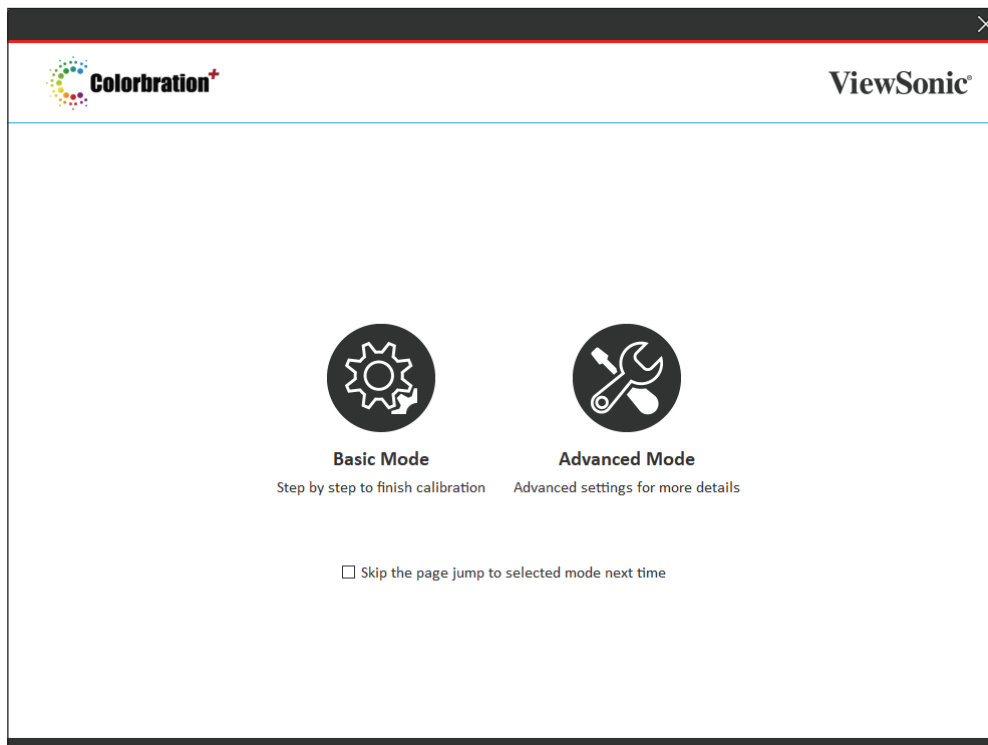 Colorbration+
ViewSonic®
Basic Mode
Advanced Mode
Step by step to finish calibration
Advanced settings for more details
Skip the page jump to selected mode next time